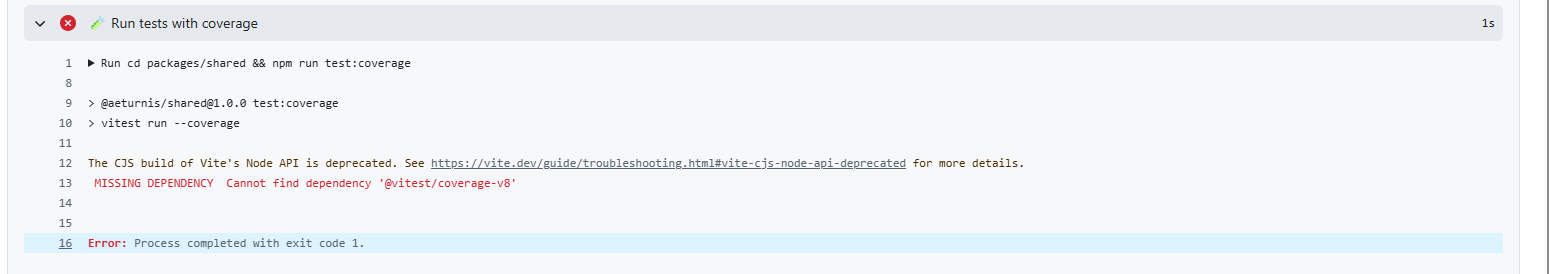 Run tests with coverage 1s
1 ▶ Run cd packages/shared && npm run test:coverage
8
9 > @aeturnis/shared@1.0.0 test:coverage
10 > vitest run --coverage
11
12 The CJS build of Vite's Node API is deprecated. See https://vite.dev/guide/troubleshooting.html#vite-cjs-node-api-deprecated for more details.
13 MISSING DEPENDENCY  Cannot find dependency '@vitest/coverage-v8'
14
15
16 Error: Process completed with exit code 1.